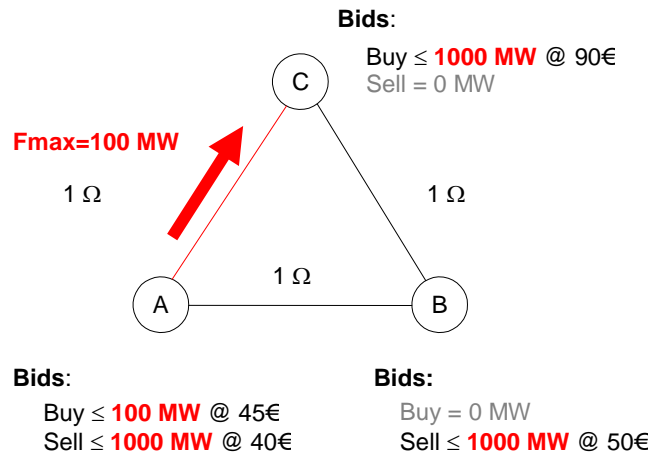 Bids:
Buy ≤ 1000 MW @ 90€
Sell = 0 MW
C
Fmax=100 MW
1 Ω
1 Ω
1 Ω
A
B
Bids:
Buy ≤ 100 MW @ 45€
Sell ≤ 1000 MW @ 40€
Bids:
Buy = 0 MW
Sell ≤ 1000 MW @ 50€